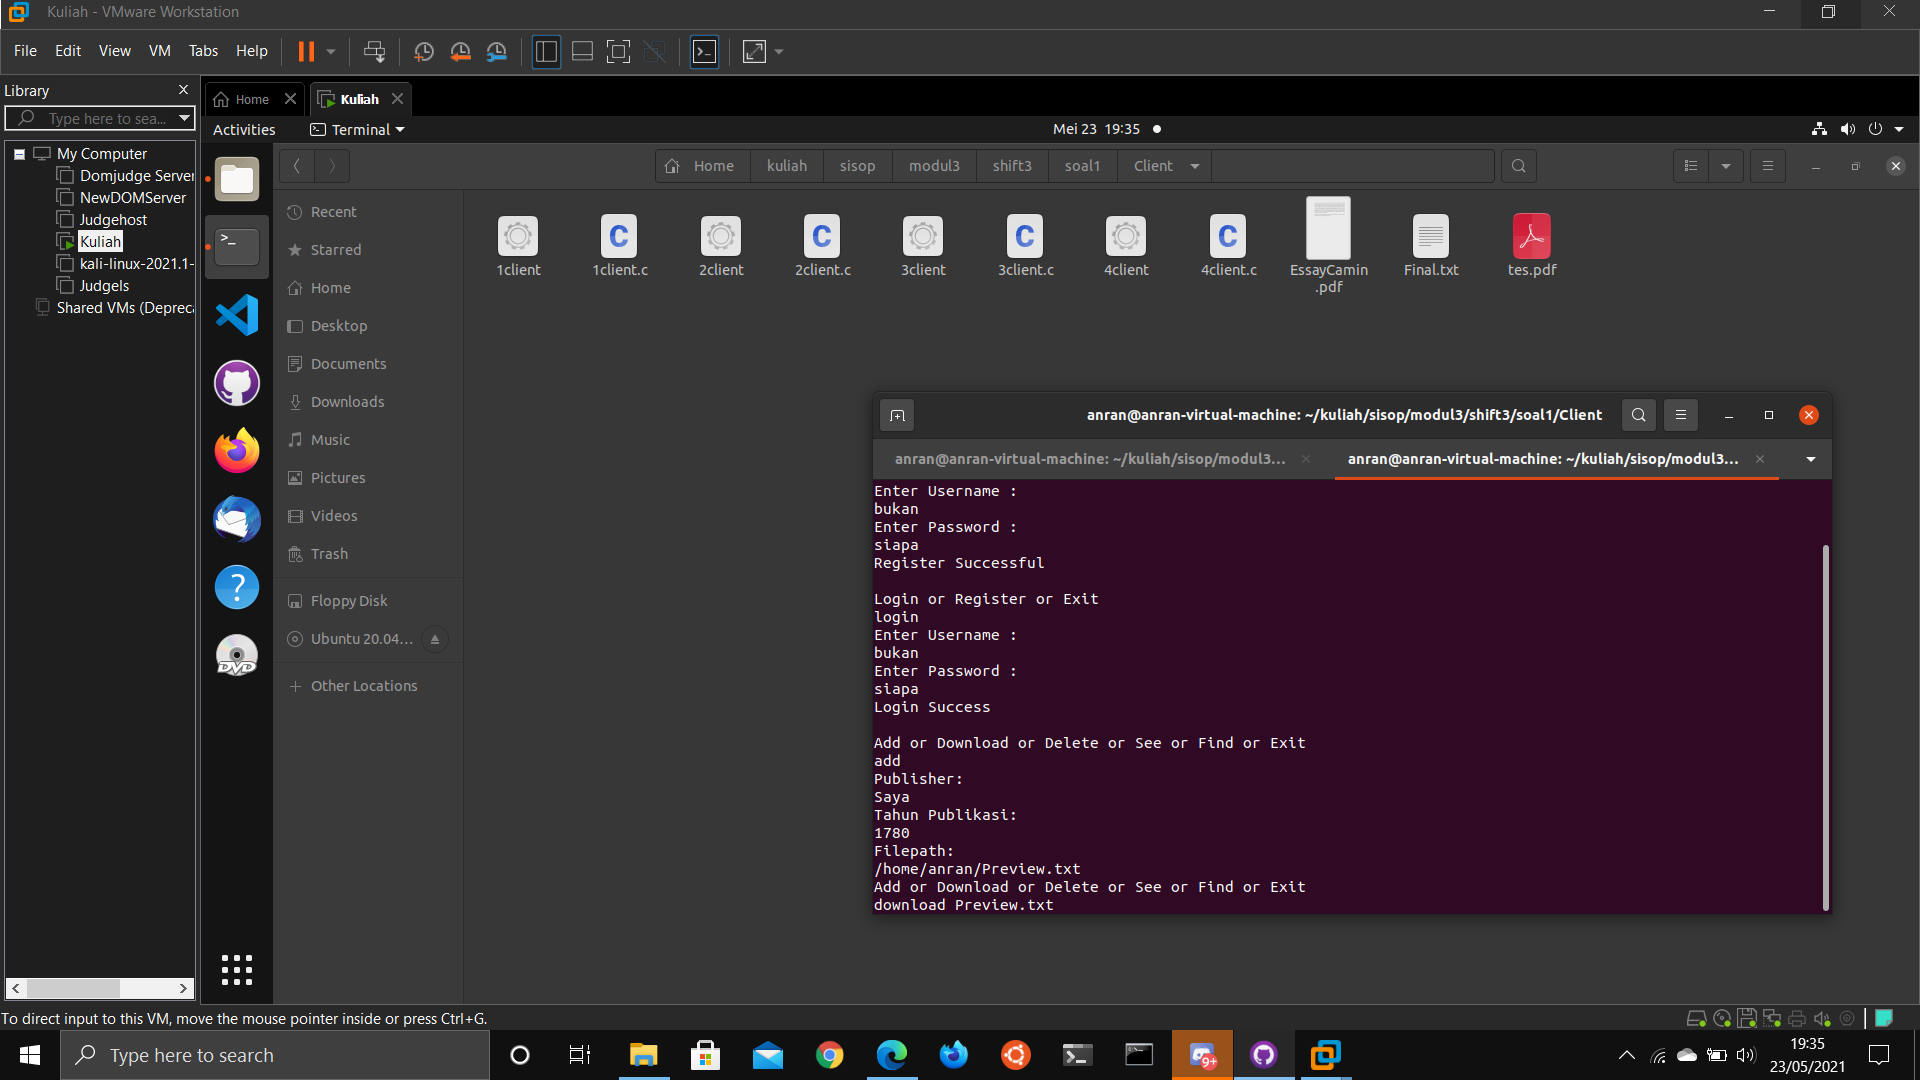 Kuliah - VMware Workstation
File Edit View VM Tabs Help
Library
Type here to sea...
My Computer
Domjudge Server
NewDOMServer
Judgehost
Kuliah
kali-linux-2021.1-
Judgels
Shared VMs (Depreca
Home
Kuliah
Activities
Terminal
Mei 23 19:35
Home kuliah sisop modul3 shift3 soal1 Client
Recent
Starred
Home
Desktop
Documents
Downloads
Music
Pictures
Videos
Trash
Floppy Disk
Ubuntu 20.04...
Other Locations
1client
1client.c
2client
2client.c
3client
3client.c
4client
4client.c
EssayCamin
.pdf
Final.txt
tes.pdf
anran@anran-virtual-machine: ~/kuliah/sisop/modul3/shift3/soal1/Client
anran@anran-virtual-machine: ~/kuliah/sisop/modul3...
anran@anran-virtual-machine: ~/kuliah/sisop/modul3...
Enter Username :
bukan
Enter Password :
siapa
Register Successful
Login or Register or Exit
login
Enter Username :
bukan
Enter Password :
siapa
Login Success
Add or Download or Delete or See or Find or Exit
add
Publisher:
Saya
Tahun Publikasi:
1780
Filepath:
/home/anran/Preview.txt
Add or Download or Delete or See or Find or Exit
download Preview.txt
DVD
To direct input to this VM, move the mouse pointer inside or press Ctrl+G.
Type here to search
9+
19:35
23/05/2021